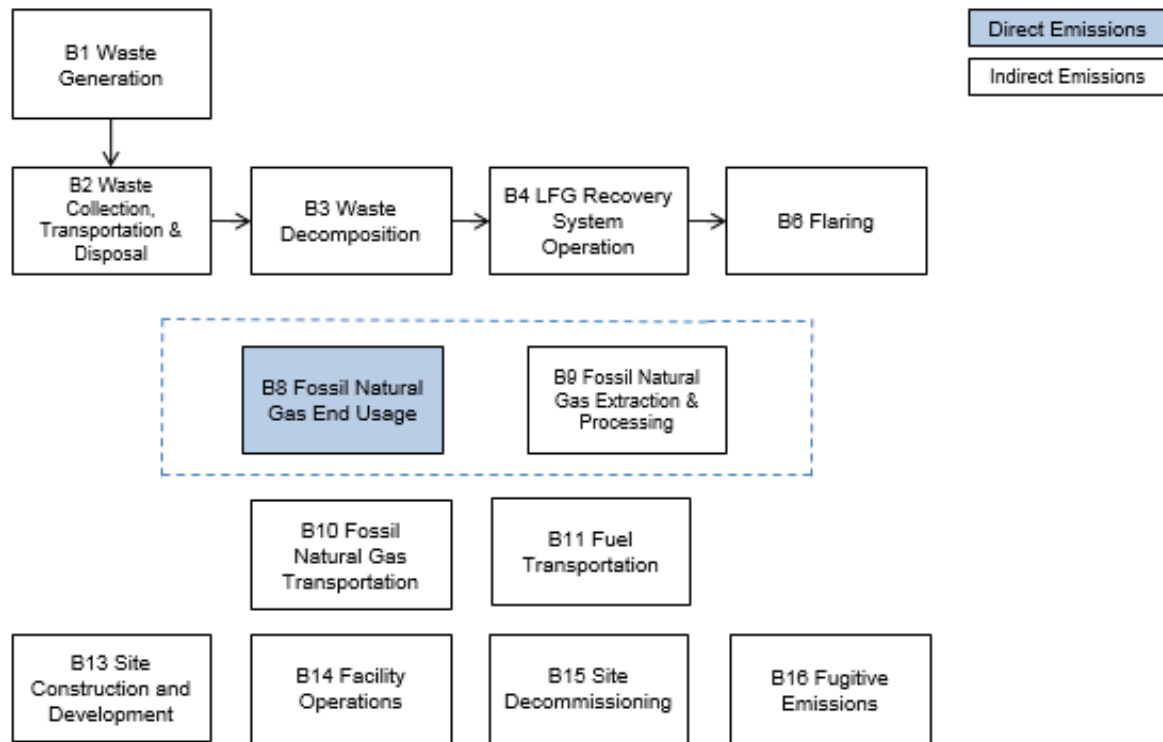 B1 Waste
Generation
Direct Emissions
Indirect Emissions
B2 Waste
Collection,
Transportation &
Disposal
B3 Waste
Decomposition
B4 LFG Recovery
System
Operation
B6 Flaring
B8 Fossil Natural
Gas End Usage
B9 Fossil Natural
Gas Extraction &
Processing
B10 Fossil
Natural Gas
Transportation
B11 Fuel
Transportation
B13 Site
Construction and
Development
B14 Facility
Operations
B15 Site
Decommissioning
B16 Fugitive
Emissions